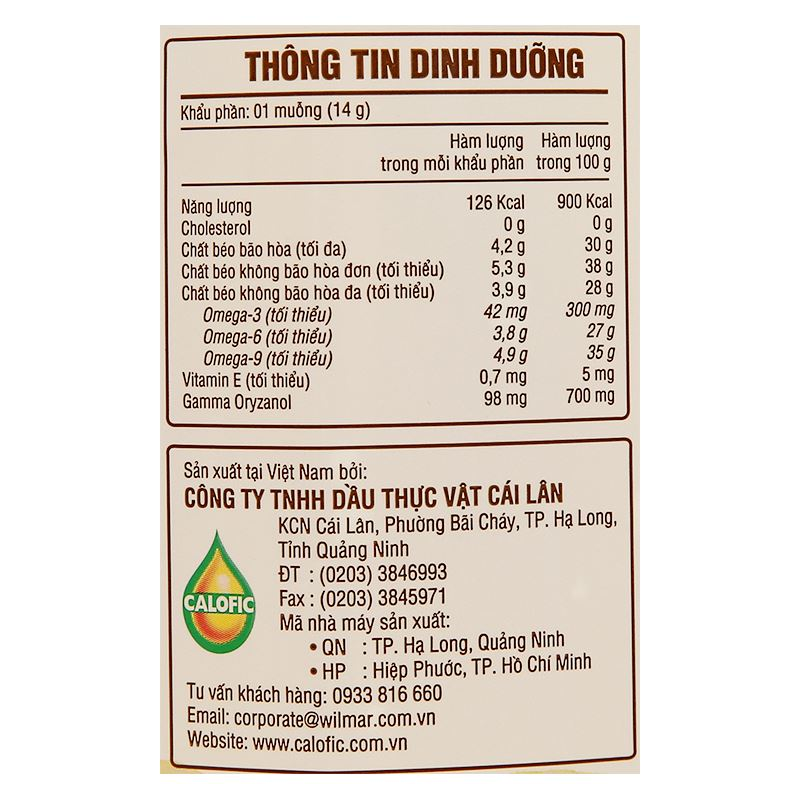 THÔNG TIN DINH DƯỠNG
Khẩu phần: 01 muỗng (14 g)
Hàm lượng trong mỗi khẩu phần Hàm lượng trong 100 g
Năng lượng 126 Kcal 900 Kcal
Cholesterol 0 g 0 g
Chất béo bão hòa (tối đa) 4,2 g 30 g
Chất béo không bão hòa đơn (tối thiểu) 5,3 g 38 g
Chất béo không bão hòa đa (tối thiểu) 3,9 g 28 g
Omega-3 (tối thiểu) 42 mg 300 mg
Omega-6 (tối thiểu) 3,8 g 27 g
Omega-9 (tối thiểu) 4,9 g 35 g
Vitamin E (tối thiểu) 0,7 mg 5 mg
Gamma Oryzanol 98 mg 700 mg
Sản xuất tại Việt Nam bởi:
CÔNG TY TNHH DẦU THỰC VẬT CÁI LÂN
KCN Cái Lân, Phường Bãi Cháy, TP. Hạ Long,
Tỉnh Quảng Ninh
ĐT : (0203) 3846993
Fax : (0203) 3845971
CALOFIC
Mã nhà máy sản xuất:
• QN : TP. Hạ Long, Quảng Ninh
• HP : Hiệp Phước, TP. Hồ Chí Minh
Tư vấn khách hàng: 0933 816 660
Email: corporate@wilmar.com.vn
Website: www.calofic.com.vn